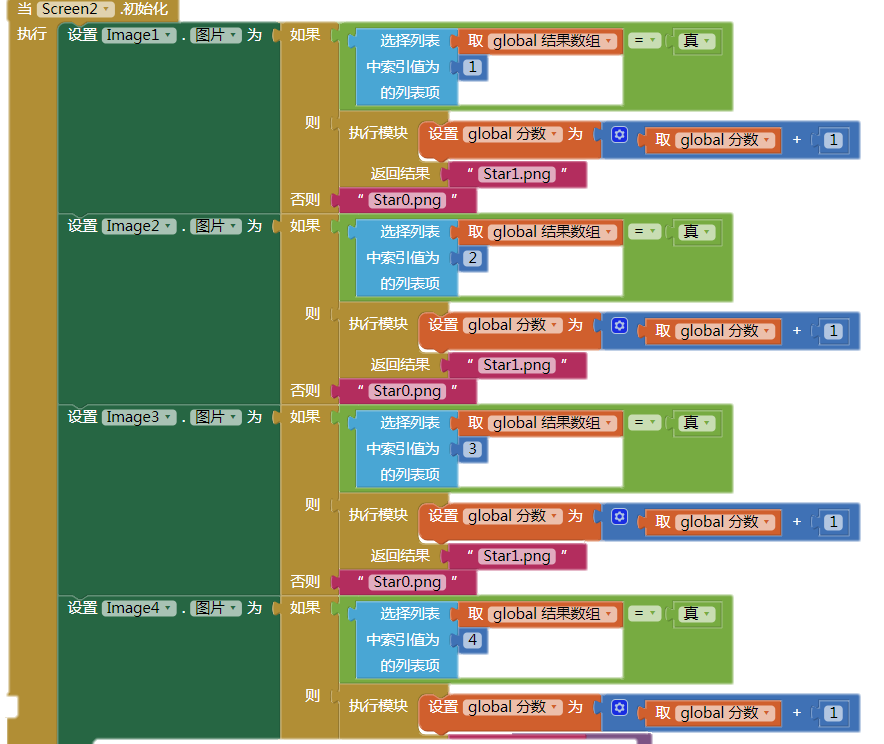 当 Screen2 .初始化
执行 设置 Image1 . 图片 为 如果 选择列表 取 global 结果数组 = 真
中索引值为 1
的列表项
则 执行模块 设置 global 分数 为 取 global 分数 + 1
返回结果 “ Star1.png ”
否则 “ Star0.png ”
设置 Image2 . 图片 为 如果 选择列表 取 global 结果数组 = 真
中索引值为 2
的列表项
则 执行模块 设置 global 分数 为 取 global 分数 + 1
返回结果 “ Star1.png ”
否则 “ Star0.png ”
设置 Image3 . 图片 为 如果 选择列表 取 global 结果数组 = 真
中索引值为 3
的列表项
则 执行模块 设置 global 分数 为 取 global 分数 + 1
返回结果 “ Star1.png ”
否则 “ Star0.png ”
设置 Image4 . 图片 为 如果 选择列表 取 global 结果数组 = 真
中索引值为 4
的列表项
则 执行模块 设置 global 分数 为 取 global 分数 + 1